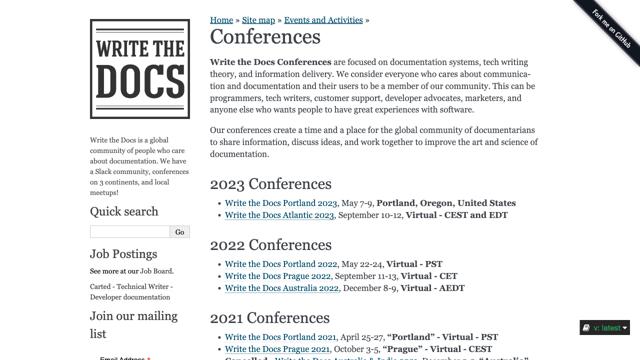 Fork me on GitHub
WRITE THE
DOCS
Write the Docs is a global
community of people who care
about documentation. We have
a Slack community, conferences
on 3 continents, and local
meetups!
Quick search
Go
Job Postings
See more at our Job Board.
Carted - Technical Writer -
Developer documentation
Join our mailing
list
Email Address *
Home » Site map » Events and Activities »
Conferences
Write the Docs Conferences are focused on documentation systems, tech writing
theory, and information delivery. We consider everyone who cares about communica-
tion and documentation and their users to be a member of our community. This can be
programmers, tech writers, customer support, developer advocates, marketers, and
anyone else who wants people to have great experiences with software.
Our conferences create a time and a place for the global community of documentarians
to share information, discuss ideas, and work together to improve the art and science of
documentation.
2023 Conferences
• Write the Docs Portland 2023, May 7-9, Portland, Oregon, United States
• Write the Docs Atlantic 2023, September 10-12, Virtual - CEST and EDT
2022 Conferences
• Write the Docs Portland 2022, May 22-24, Virtual - PST
• Write the Docs Prague 2022, September 11-13, Virtual - CET
• Write the Docs Australia 2022, December 8-9, Virtual - AEDT
2021 Conferences
• Write the Docs Portland 2021, April 25-27, “Portland” - Virtual - PST
• Write the Docs Prague 2021, October 3-5, “Prague” - Virtual - CEST
v: latest